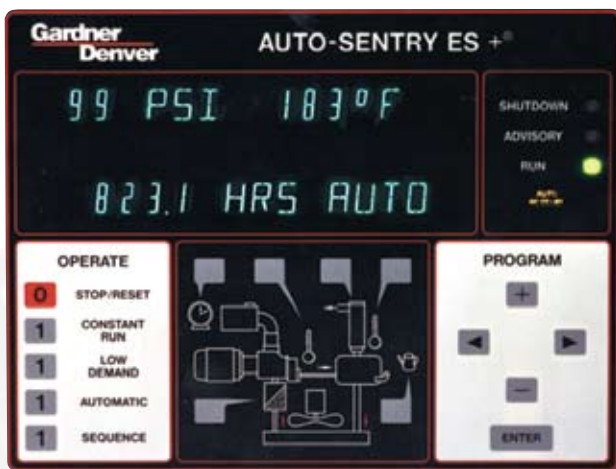 Gardner
Denver
AUTO-SENTRY ES +®
99 PSI 183°F
823.1 HRS AUTO
SHUTDOWN
ADVISORY
RUN
OPERATE
0 STOP/RESET
1 CONSTANT
RUN
1 LOW
DEMAND
1 AUTOMATIC
1 SEQUENCE
PROGRAM
+
−
ENTER